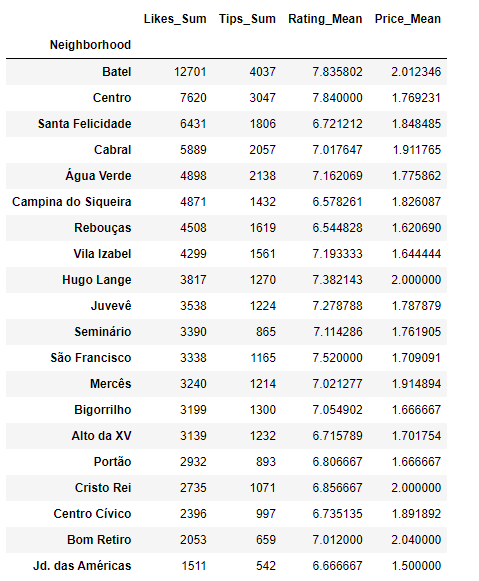 Likes_Sum Tips_Sum Rating_Mean Price_Mean
Neighborhood
Batel 12701 4037 7.835802 2.012346
Centro 7620 3047 7.840000 1.769231
Santa Felicidade 6431 1806 6.721212 1.848485
Cabral 5889 2057 7.017647 1.911765
Água Verde 4898 2138 7.162069 1.775862
Campina do Siqueira 4871 1432 6.578261 1.826087
Rebouças 4508 1619 6.544828 1.620690
Vila Izabel 4299 1561 7.193333 1.644444
Hugo Lange 3817 1270 7.382143 2.000000
Juvevê 3538 1224 7.278788 1.787879
Seminário 3390 865 7.114286 1.761905
São Francisco 3338 1165 7.520000 1.709091
Mercês 3240 1214 7.021277 1.914894
Bigorrilho 3199 1300 7.054902 1.666667
Alto da XV 3139 1232 6.715789 1.701754
Portão 2932 893 6.806667 1.666667
Cristo Rei 2735 1071 6.856667 2.000000
Centro Cívico 2396 997 6.735135 1.891892
Bom Retiro 2053 659 7.012000 2.040000
Jd. das Américas 1511 542 6.666667 1.500000